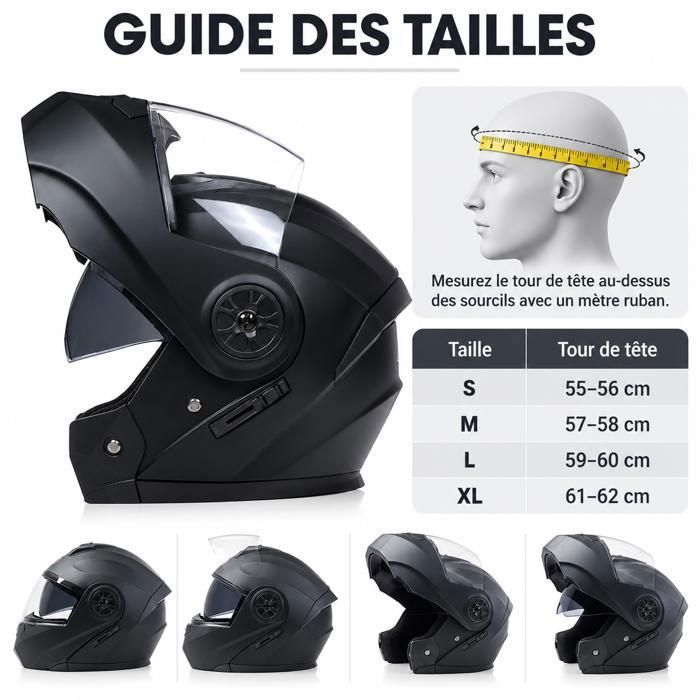 GUIDE DES TAILLES
Mesurez le tour de tête au-dessus
des sourcils avec un mètre ruban.
Taille Tour de tête
S 55–56 cm
M 57–58 cm
L 59–60 cm
XL 61–62 cm